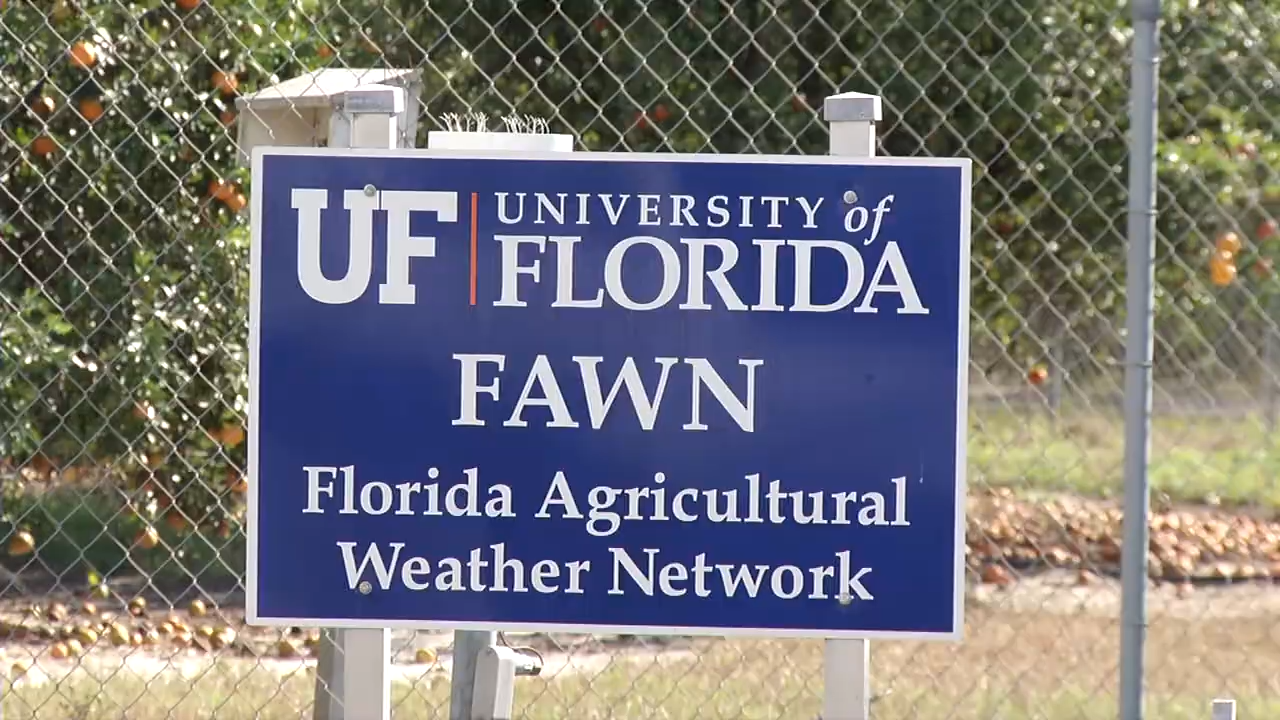 UF UNIVERSITY of
FLORIDA
FAWN
Florida Agricultural
Weather Network